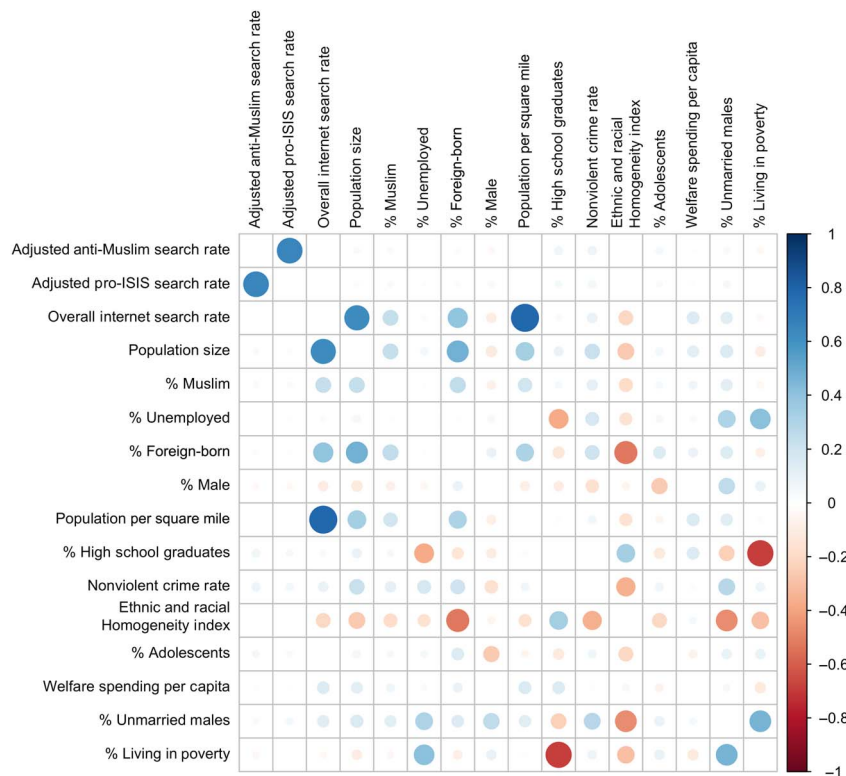 Adjusted anti-Muslim search rate
Adjusted pro-ISIS search rate
Overall internet search rate
Population size
% Muslim
% Unemployed
% Foreign-born
% Male
Population per square mile
% High school graduates
Nonviolent crime rate
Ethnic and racial
Homogeneity index
% Adolescents
Welfare spending per capita
% Unmarried males
% Living in poverty
Adjusted anti-Muslim search rate
Adjusted pro-ISIS search rate
Overall internet search rate
Population size
% Muslim
% Unemployed
% Foreign-born
% Male
Population per square mile
% High school graduates
Nonviolent crime rate
Ethnic and racial
Homogeneity index
% Adolescents
Welfare spending per capita
% Unmarried males
% Living in poverty
1
0.8
0.6
0.4
0.2
0
−0.2
−0.4
−0.6
−0.8
−1